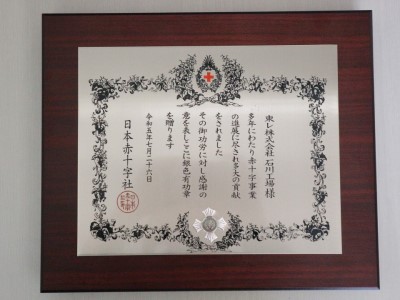 東レ株式会社 石川工場 様
多年にわたり赤十字事業
の進展に尽され多大の貢献
をされました
その御功労に対し感謝の
意を表しここに銀色有功章
を贈ります
令和五年七月二十六日
日本赤十字社